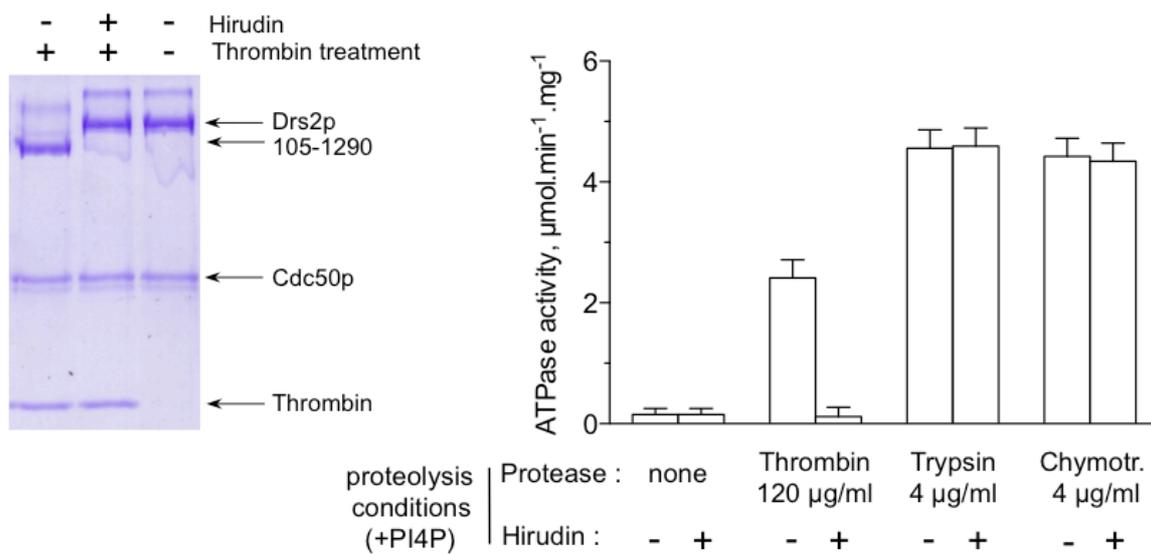 - + - Hirudin
+ + - Thrombin treatment
Drs2p
105-1290
Cdc50p
Thrombin
ATPase activity, µmol.min⁻¹.mg⁻¹
6
4
2
0
proteolysis
conditions
(+PI4P)
Protease : none Thrombin Trypsin Chymotr.
120 µg/ml 4 µg/ml 4 µg/ml
Hirudin : - + - + - + - +